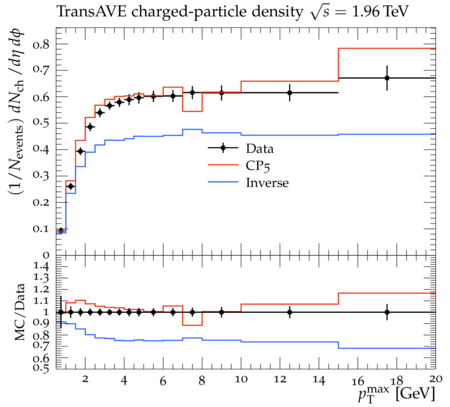 TransAVE charged-particle density √s = 1.96 TeV
(1/N_events) dN_ch/dη dϕ
0.8
0.7
0.6
0.5
0.4
0.3
0.2
0.1
0
Data
CP5
Inverse
MC/Data
1.4
1.3
1.2
1.1
1
0.9
0.8
0.7
0.6
0.5
2 4 6 8 10 12 14 16 18 20
p_T^max [GeV]